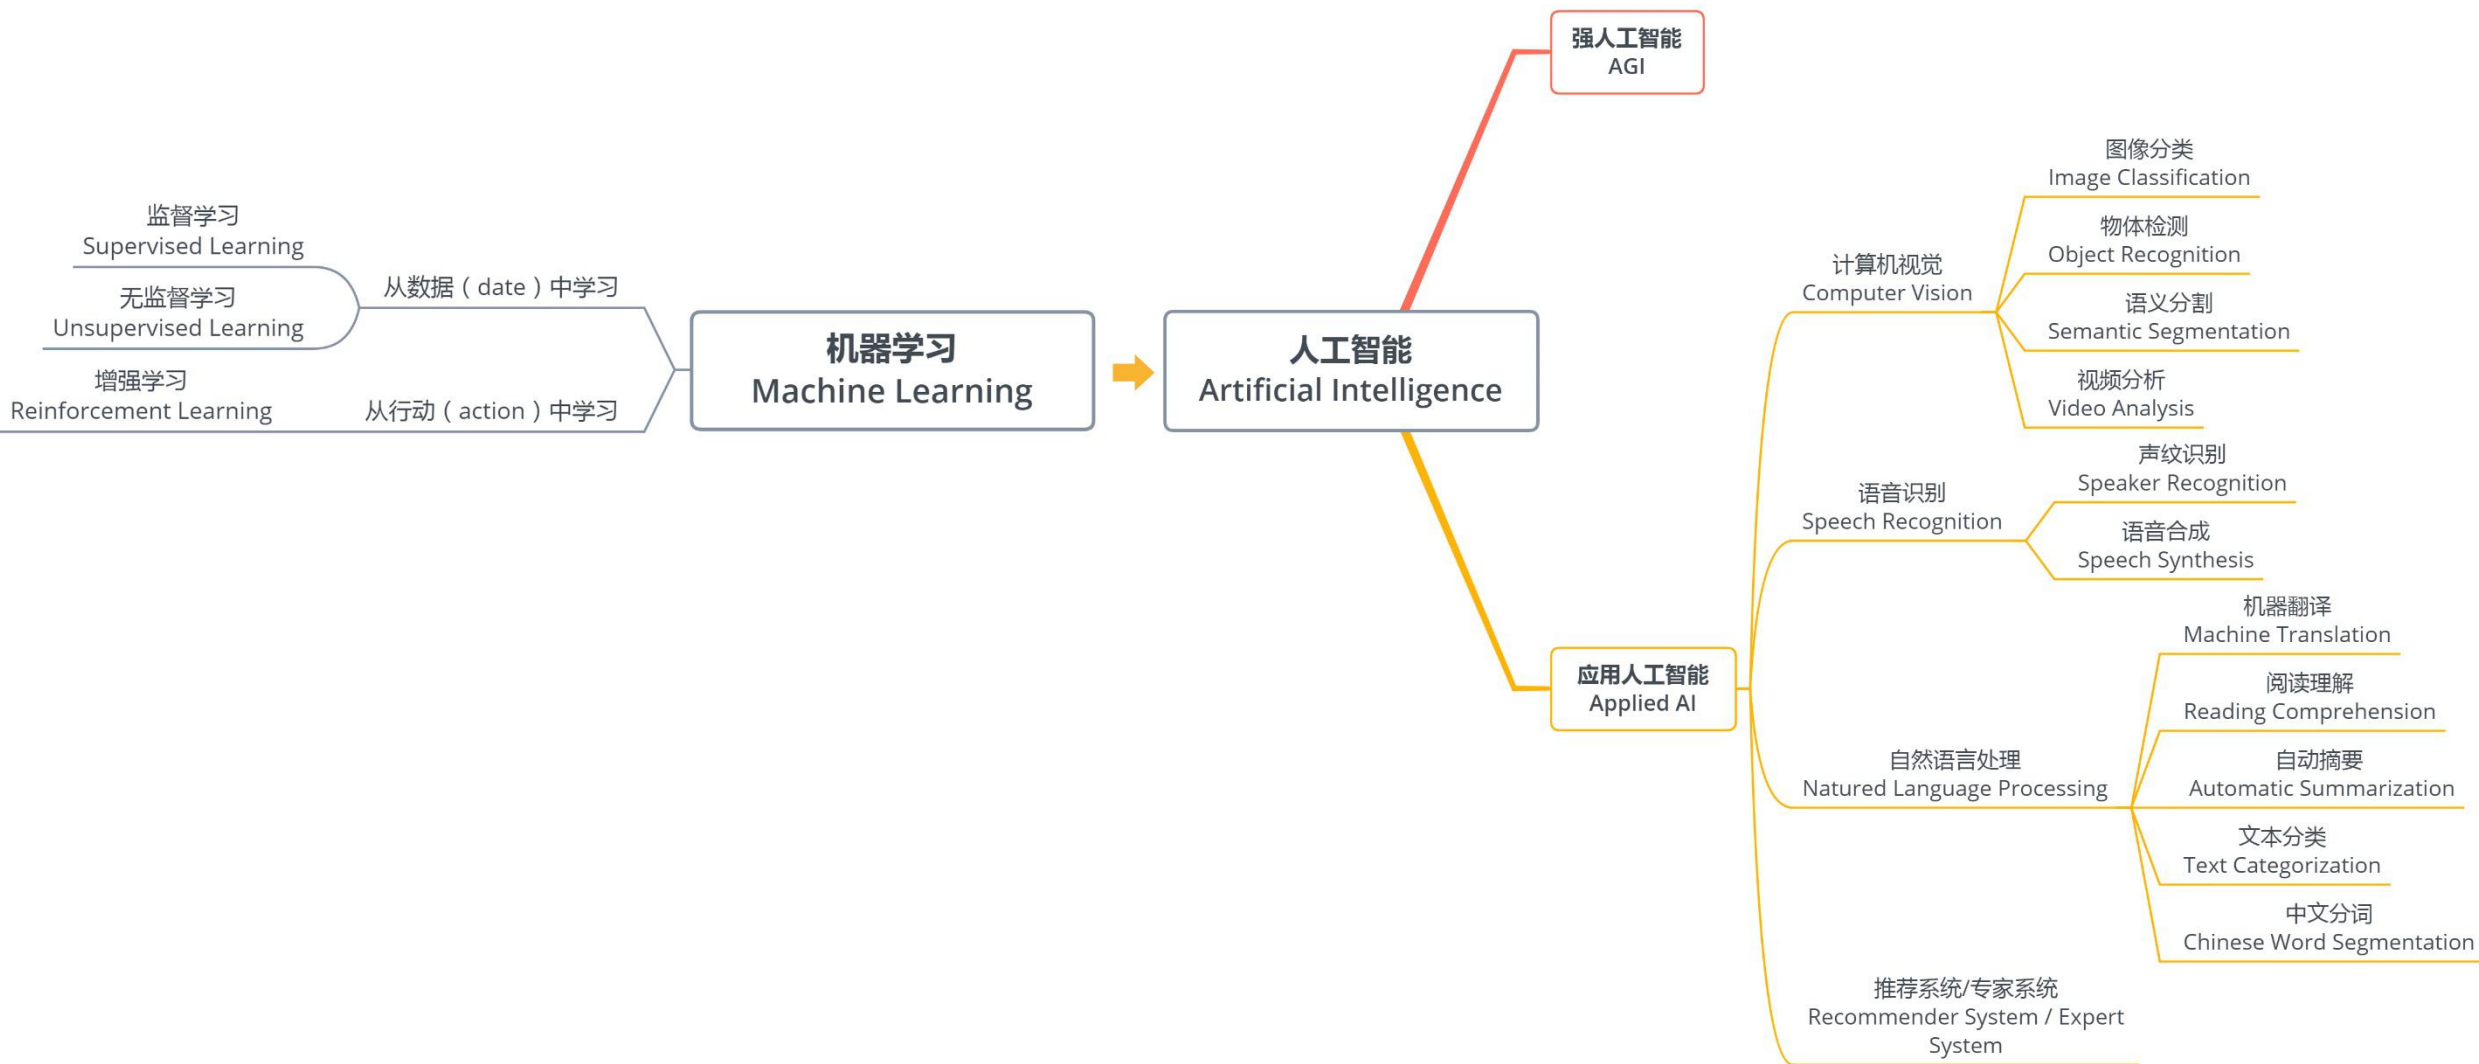 强人工智能
AGI
图像分类
Image Classification
物体检测
Object Recognition
语义分割
Semantic Segmentation
视频分析
Video Analysis
计算机视觉
Computer Vision
监督学习
Supervised Learning
无监督学习
Unsupervised Learning
从数据（date）中学习
增强学习
Reinforcement Learning
从行动（action）中学习
机器学习
Machine Learning
人工智能
Artificial Intelligence
声纹识别
Speaker Recognition
语音识别
Speech Recognition
语音合成
Speech Synthesis
机器翻译
Machine Translation
应用人工智能
Applied AI
阅读理解
Reading Comprehension
自然语言处理
Natured Language Processing
自动摘要
Automatic Summarization
文本分类
Text Categorization
中文分词
Chinese Word Segmentation
推荐系统/专家系统
Recommender System / Expert
System